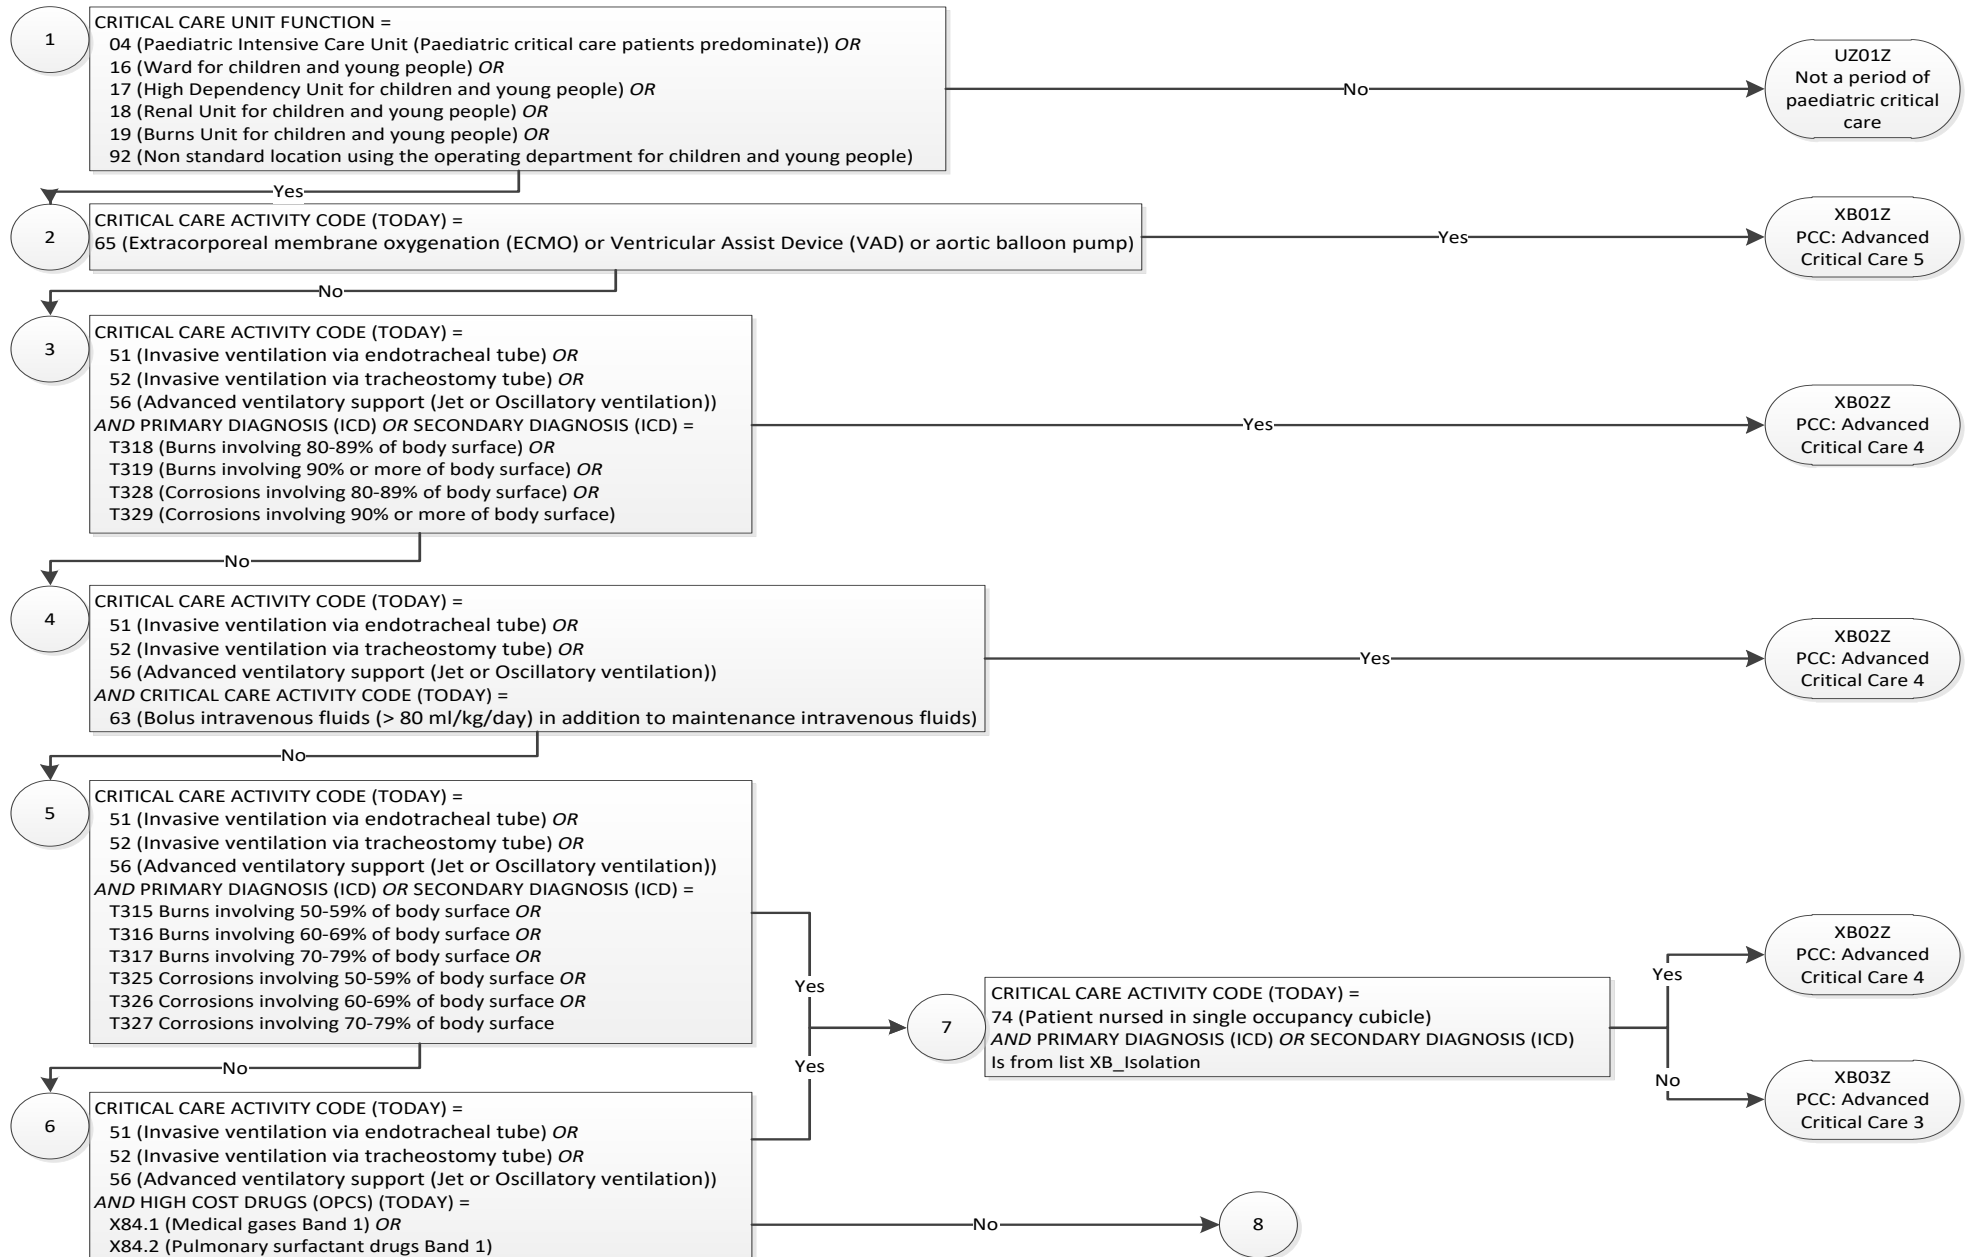 1
CRITICAL CARE UNIT FUNCTION =
04 (Paediatric Intensive Care Unit (Paediatric critical care patients predominate)) OR
16 (Ward for children and young people) OR
17 (High Dependency Unit for children and young people) OR
18 (Renal Unit for children and young people) OR
19 (Burns Unit for children and young people) OR
92 (Non standard location using the operating department for children and young people)
No
UZ01Z
Not a period of
paediatric critical
care
Yes
2
CRITICAL CARE ACTIVITY CODE (TODAY) =
65 (Extracorporeal membrane oxygenation (ECMO) or Ventricular Assist Device (VAD) or aortic balloon pump)
Yes
XB01Z
PCC: Advanced
Critical Care 5
No
3
CRITICAL CARE ACTIVITY CODE (TODAY) =
51 (Invasive ventilation via endotracheal tube) OR
52 (Invasive ventilation via tracheostomy tube) OR
56 (Advanced ventilatory support (Jet or Oscillatory ventilation))
AND PRIMARY DIAGNOSIS (ICD) OR SECONDARY DIAGNOSIS (ICD) =
T318 (Burns involving 80-89% of body surface) OR
T319 (Burns involving 90% or more of body surface) OR
T328 (Corrosions involving 80-89% of body surface) OR
T329 (Corrosions involving 90% or more of body surface)
Yes
XB02Z
PCC: Advanced
Critical Care 4
No
4
CRITICAL CARE ACTIVITY CODE (TODAY) =
51 (Invasive ventilation via endotracheal tube) OR
52 (Invasive ventilation via tracheostomy tube) OR
56 (Advanced ventilatory support (Jet or Oscillatory ventilation))
AND CRITICAL CARE ACTIVITY CODE (TODAY) =
63 (Bolus intravenous fluids (> 80 ml/kg/day) in addition to maintenance intravenous fluids)
Yes
XB02Z
PCC: Advanced
Critical Care 4
No
5
CRITICAL CARE ACTIVITY CODE (TODAY) =
51 (Invasive ventilation via endotracheal tube) OR
52 (Invasive ventilation via tracheostomy tube) OR
56 (Advanced ventilatory support (Jet or Oscillatory ventilation))
AND PRIMARY DIAGNOSIS (ICD) OR SECONDARY DIAGNOSIS (ICD) =
T315 Burns involving 50-59% of body surface OR
T316 Burns involving 60-69% of body surface OR
T317 Burns involving 70-79% of body surface OR
T325 Corrosions involving 50-59% of body surface OR
T326 Corrosions involving 60-69% of body surface OR
T327 Corrosions involving 70-79% of body surface
Yes
7
CRITICAL CARE ACTIVITY CODE (TODAY) =
74 (Patient nursed in single occupancy cubicle)
AND PRIMARY DIAGNOSIS (ICD) OR SECONDARY DIAGNOSIS (ICD)
Is from list XB_Isolation
Yes
XB02Z
PCC: Advanced
Critical Care 4
No
XB03Z
PCC: Advanced
Critical Care 3
No
Yes
6
CRITICAL CARE ACTIVITY CODE (TODAY) =
51 (Invasive ventilation via endotracheal tube) OR
52 (Invasive ventilation via tracheostomy tube) OR
56 (Advanced ventilatory support (Jet or Oscillatory ventilation))
AND HIGH COST DRUGS (OPCS) (TODAY) =
X84.1 (Medical gases Band 1) OR
X84.2 (Pulmonary surfactant drugs Band 1)
No
8